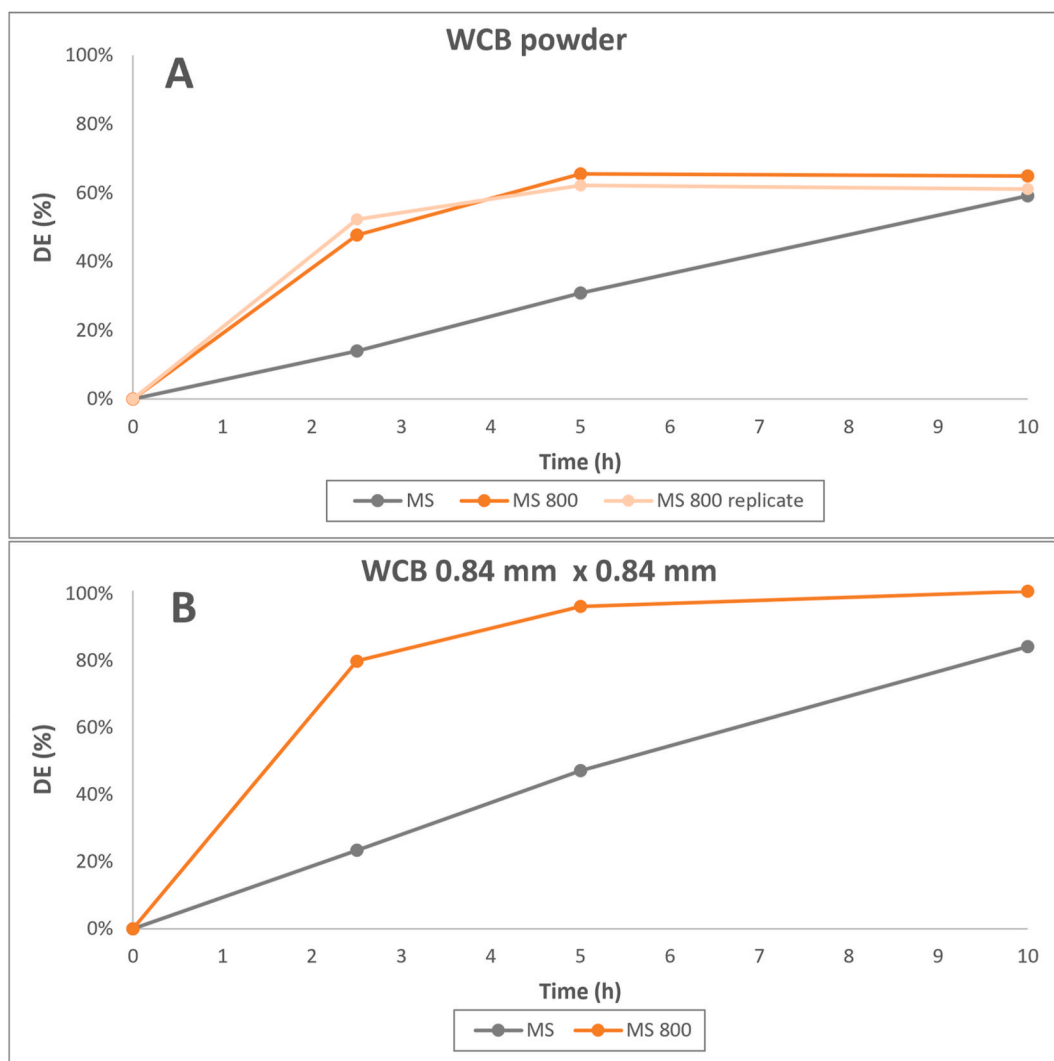 WCB powder
A
100%
80%
60%
40%
20%
0%
DE (%)
0 1 2 3 4 5 6 7 8 9 10
Time (h)
MS MS 800 MS 800 replicate
WCB 0.84 mm x 0.84 mm
B
100%
80%
60%
40%
20%
0%
DE (%)
0 1 2 3 4 5 6 7 8 9 10
Time (h)
MS MS 800